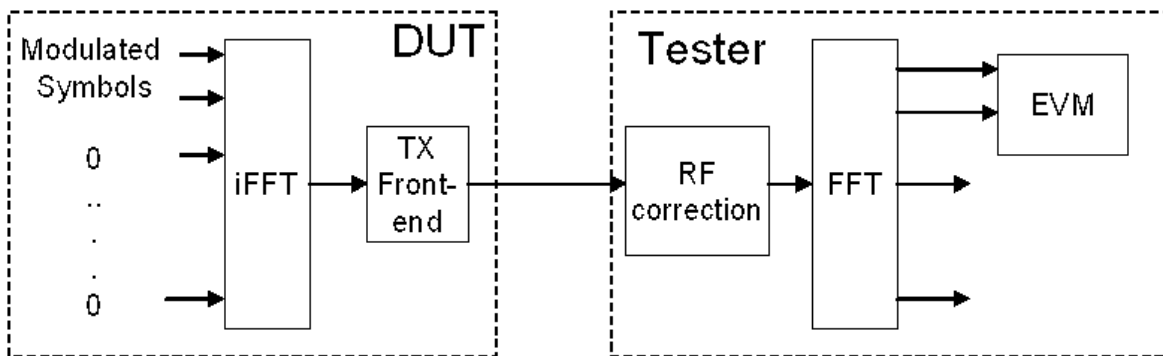 DUT
Modulated
Symbols
0
..
.
.
0
iFFT
TX
Front-
end
Tester
RF
correction
FFT
EVM